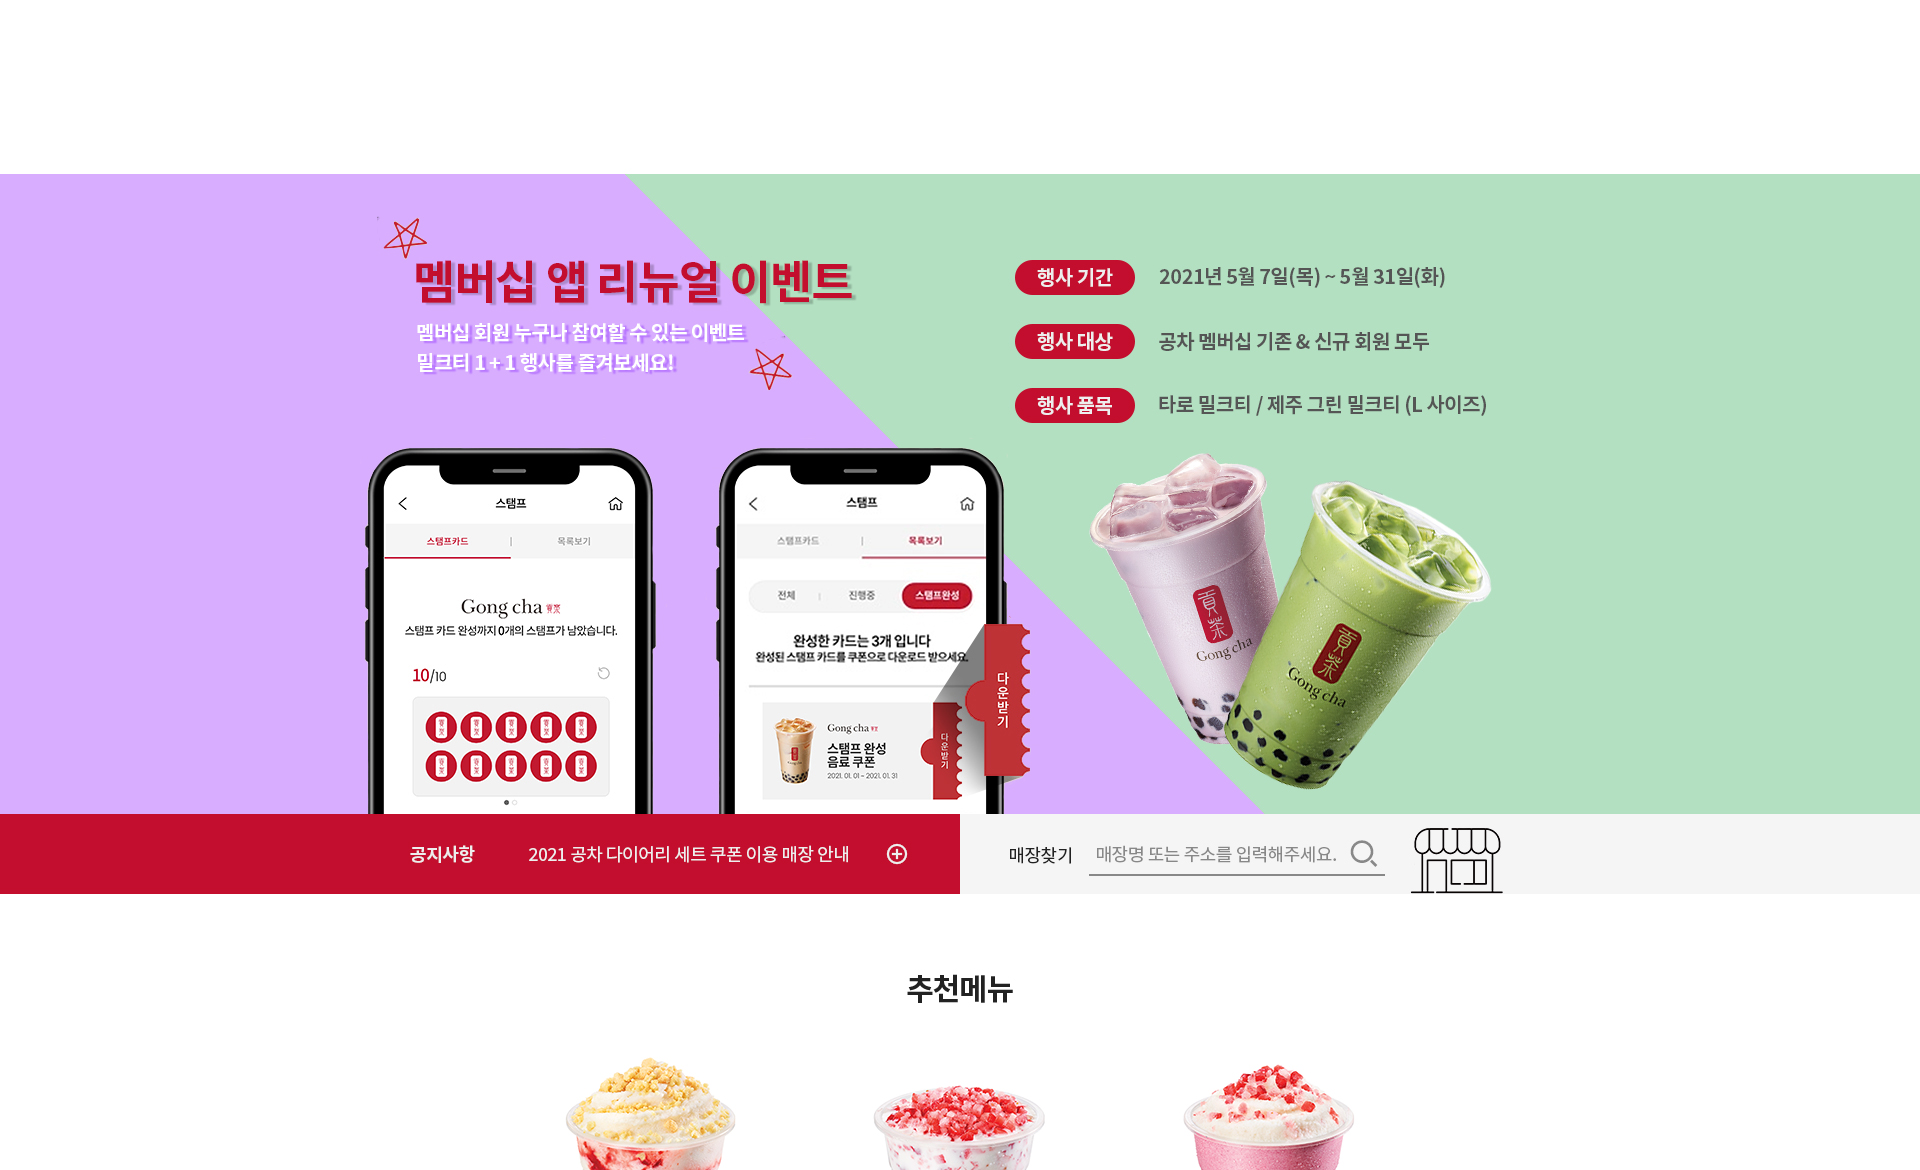 멤버십 앱 리뉴얼 이벤트
멤버십 회원 누구나 참여할 수 있는 이벤트
밀크티 1 + 1 행사를 즐겨보세요!
행사 기간 2021년 5월 7일(목) ~ 5월 31일(화)
행사 대상 공차 멤버십 기존 & 신규 회원 모두
행사 품목 타로 밀크티 / 제주 그린 밀크티 (L 사이즈)
스탬프
스탬프카드 | 목록보기
Gong cha 貢茶
스탬프 카드 완성까지 0개의 스탬프가 남았습니다.
10/10
스탬프
스탬프카드 | 목록보기
전체 | 진행중 스탬프완성
완성한 카드는 3개 입니다
완성된 스탬프 카드를 쿠폰으로 다운로드 받으세요.
Gong cha 貢茶
스탬프 완성
음료 쿠폰
2021. 01. 01 ~ 2021. 01. 31
다운받기
다운받기
貢茶
Gong cha
貢茶
Gong cha
공지사항 2021 공차 다이어리 세트 쿠폰 이용 매장 안내
매장찾기 매장명 또는 주소를 입력해주세요.
추천메뉴